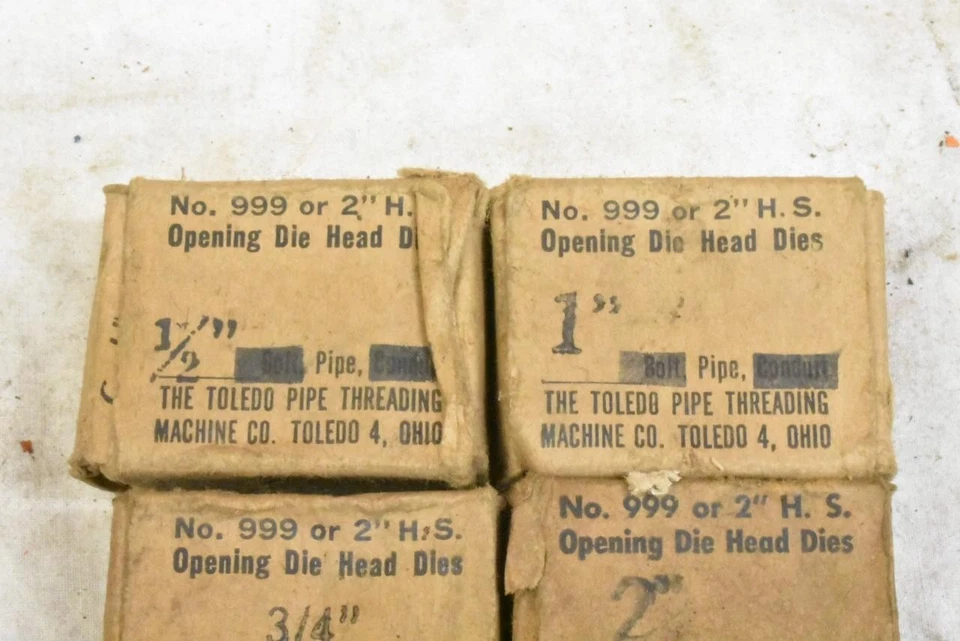 No. 999 or 2" H.
Opening Die Head D
1/2"
Bolt, Pipe, Condu
THE TOLEDO PIPE THREADING
MACHINE CO. TOLEDO 4, OHIO
No. 999 or 2" H. S.
Opening Die Head Dies
1"
Bolt, Pipe, Conduit
THE TOLEDO PIPE THREADING
MACHINE CO. TOLEDO 4, OHIO
No. 999 or 2" H. S.
Opening Die Head Dies
3/4"
No. 999 or 2" H. S.
Opening Die Head Dies
2"